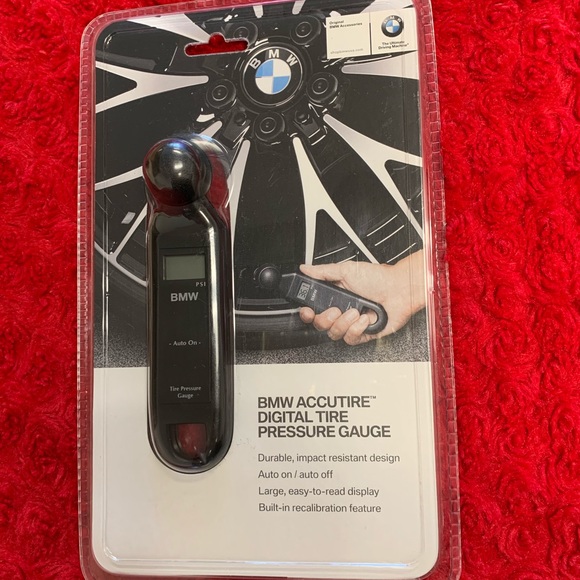 Original
BMW Accessories
BMW
The Ultimate
Driving Machine®
BMW
PSI
BMW
- Auto On -
Tire Pressure
Gauge
BMW ACCUTIRE™
DIGITAL TIRE
PRESSURE GAUGE
Durable, impact resistant design
Auto on / auto off
Large, easy-to-read display
Built-in recalibration feature